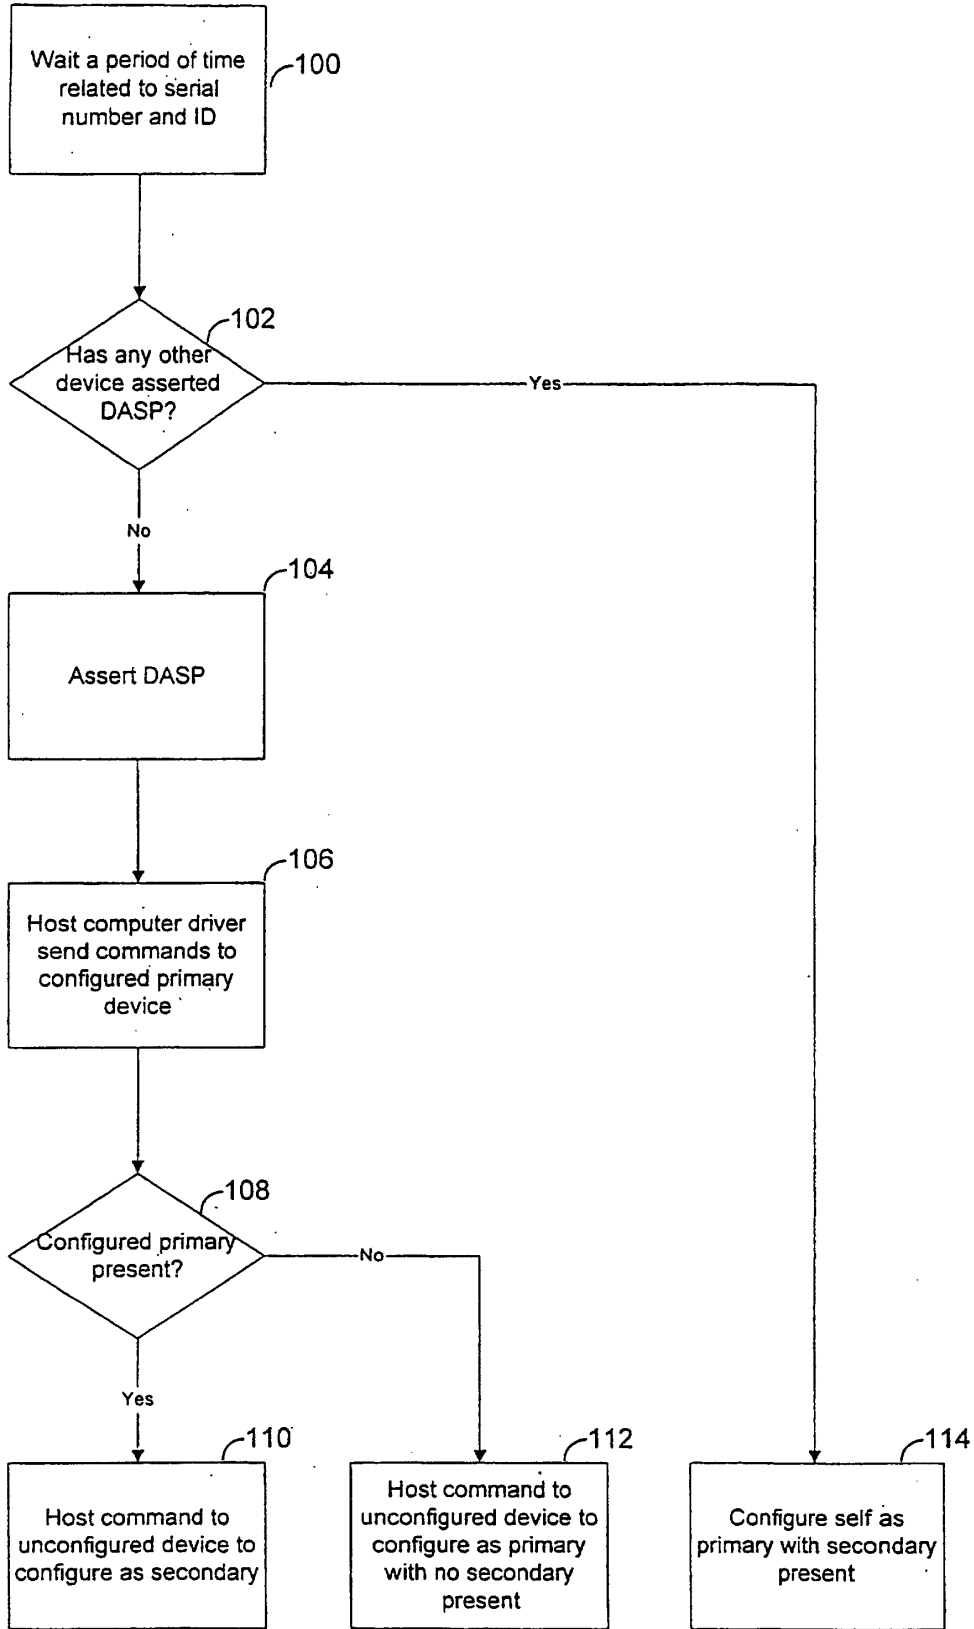 Wait a period of time
related to serial
number and ID
100
102
Has any other
device asserted
DASP?
Yes
No
104
Assert DASP
106
Host computer driver
send commands to
configured primary
device
108
Configured primary
present?
No
Yes
110
Host command to
unconfigured device to
configure as secondary
112
Host command to
unconfigured device to
configure as primary
with no secondary
present
114
Configure self as
primary with secondary
present